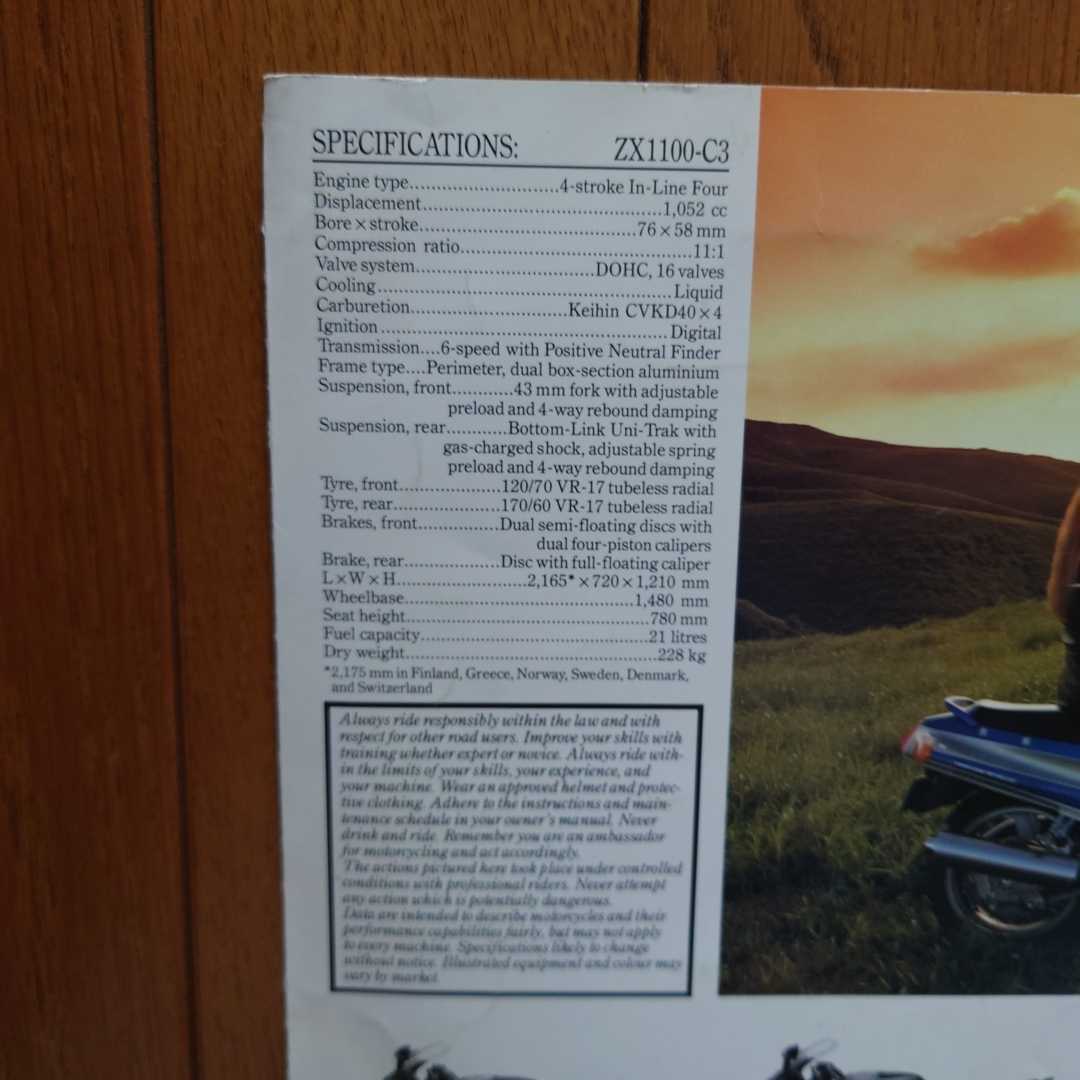 SPECIFICATIONS: ZX1100-C3
Engine type...........................4-stroke In-Line Four
Displacement...........................................1,052 cc
Bore × stroke.......................................76 × 58 mm
Compression ratio..........................................11:1
Valve system................................DOHC, 16 valves
Cooling.....................................................Liquid
Carburetion............................Keihin CVKD40 × 4
Ignition....................................................Digital
Transmission....6-speed with Positive Neutral Finder
Frame type....Perimeter, dual box-section aluminium
Suspension, front............43 mm fork with adjustable
preload and 4-way rebound damping
Suspension, rear............Bottom-Link Uni-Trak with
gas-charged shock, adjustable spring
preload and 4-way rebound damping
Tyre, front...................120/70 VR-17 tubeless radial
Tyre, rear....................170/60 VR-17 tubeless radial
Brakes, front...............Dual semi-floating discs with
dual four-piston calipers
Brake, rear..................Disc with full-floating caliper
L×W×H........................2,165* × 720 × 1,210 mm
Wheelbase..........................................1,480 mm
Seat height.............................................780 mm
Fuel capacity..........................................21 litres
Dry weight..............................................228 kg
*2,175 mm in Finland, Greece, Norway, Sweden, Denmark,
and Switzerland
Always ride responsibly within the law and with
respect for other road users. Improve your skills with
training whether expert or novice. Always ride with-
in the limits of your skills, your experience, and
your machine. Wear an approved helmet and protec-
tive clothing. Adhere to the instructions and main-
tenance schedule in your owner's manual. Never
drink and ride. Remember you are an ambassador
for motorcycling and act accordingly.
The actions pictured here took place under controlled
conditions with professional riders. Never attempt
any action which is potentially dangerous.
Data are intended to describe motorcycles and their
performance capabilities fairly, but may not apply
to every machine. Specifications likely to change
without notice. Illustrated equipment and colour may
vary by market.